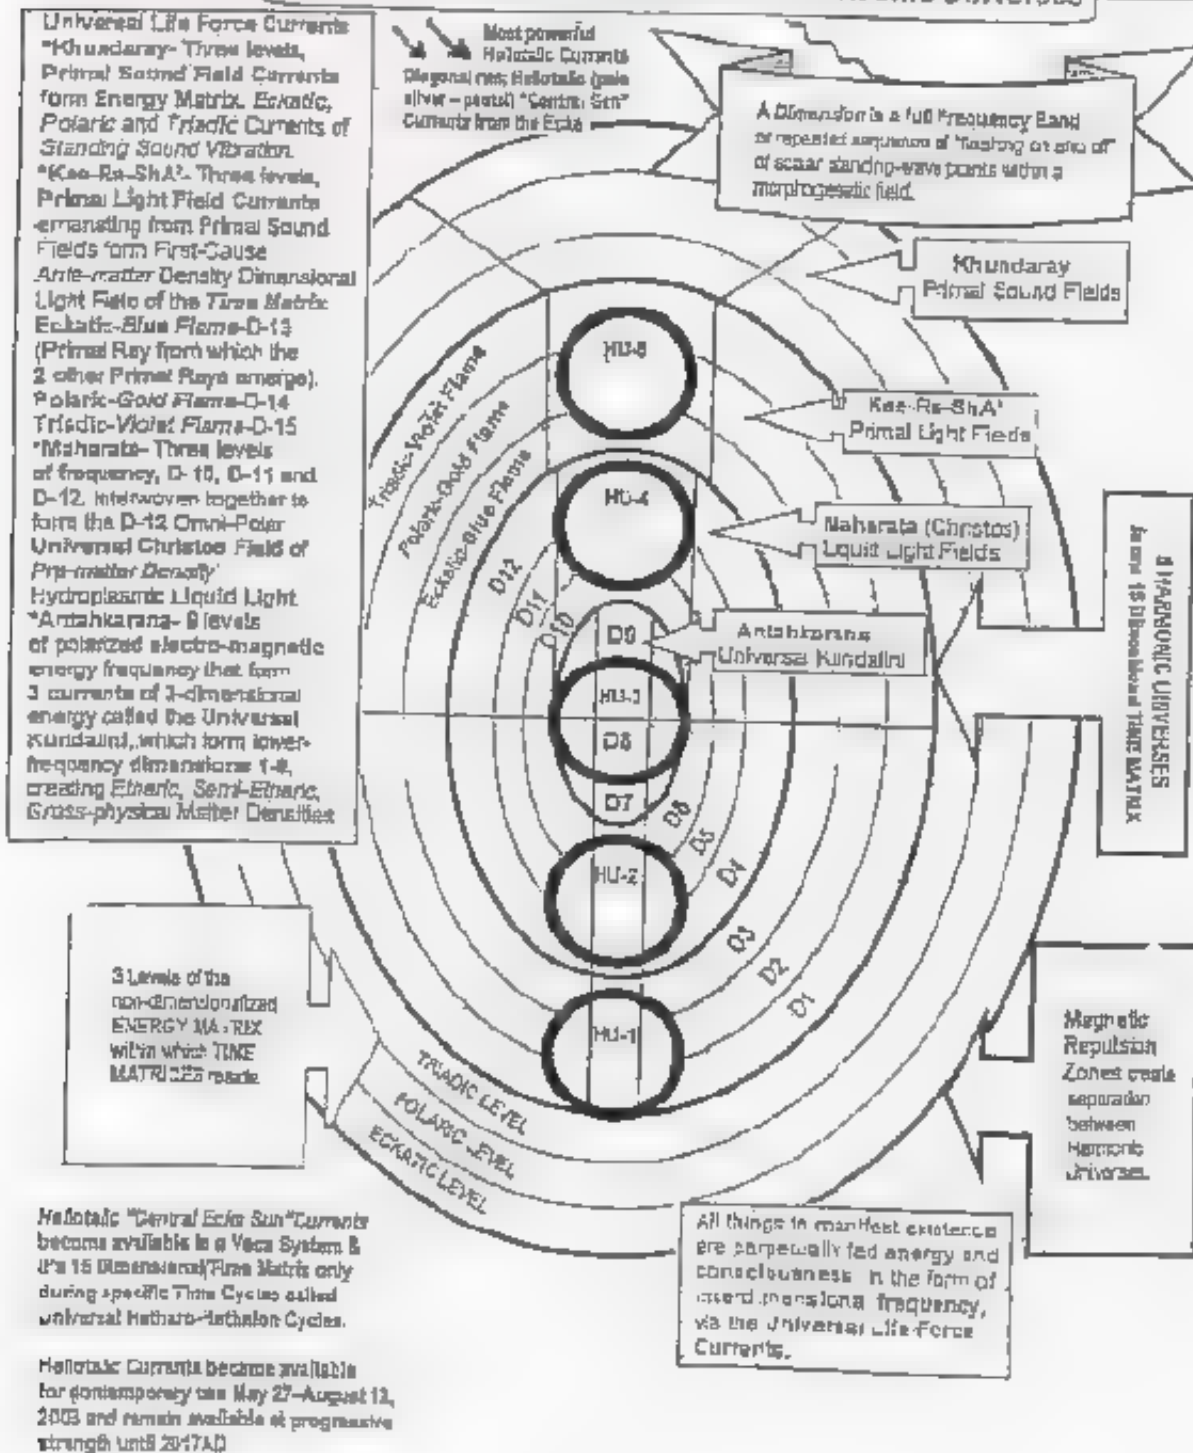 Universal Life Force Currents
*Khundaray- Three levels,
Primal Sound Field Currents
form Energy Matrix. Eckatic,
Polaric and Triadic Currents of
Standing Sound Vibration.
*Kee-Ra-ShA'- Three levels,
Primal Light Field Currents
emanating from Primal Sound
Fields form First-Cause
Ante-matter Density Dimensional
Light Field of the Time Matrix
Eckatic-Blue Flame-D-13
(Primal Ray from which the
2 other Primal Rays emerge).
Polaric-Gold Flame-D-14
Triadic-Violet Flame-D-15
*Maharata- Three levels
of frequency, D-10, D-11 and
D-12. Interwoven together to
form the D-12 Omni-Polar
Universal Christos Field of
Pre-matter Density
Hydroplasmic Liquid Light
*Antahkarana- 9 levels
of polarized electro-magnetic
energy frequency that form
3 currents of 3-dimensional
energy called the Universal
Kundalini, which form lower-
frequency dimensions 1-9,
creating Etheric, Semi-Etheric,
Gross-physical Matter Densities
Most powerful
Heliotalic Currents
Diagonal Heliotalic (pale
silver - pastel) "Central Sun"
Currents from the Ecka
A Dimension is a full Frequency Band
or repeated sequence of "flashing on and off"
of scalar standing-wave points within a
morphogenetic field.
Khundaray
Primal Sound Fields
Kee-Ra-ShA'
Primal Light Fields
Maharata (Christos)
Liquid Light Fields
Antahkarana
Universal Kundalini
5 HARMONIC UNIVERSES
15 Dimensional TIME MATRIX
Triadic-Violet Flame
Polaric-Gold Flame
Eckatic-Blue Flame
D12
D11
D10
HU-5
HU-4
D9
HU-3
D8
D7
HU-2
HU-1
D6
D5
D4
D3
D2
D1
TRIADIC LEVEL
POLARIC LEVEL
ECKATIC LEVEL
3 Levels of the
non-dimensionalized
ENERGY MATRIX
within which TIME
MATRICES reside
Magnetic
Repulsion
Zones create
separation
between
Harmonic
Universes.
Heliotalic "Central Ecka Sun" Currents
become available in a Veca System &
it's 15 Dimensional Time Matrix only
during specific Time Cycles called
universal Cycles.
Heliotalic Currents became available
for contemporary use May 27-August 12,
2003 and remain available at progressive
strength until 2017AD
All things in manifest existence
are perpetually fed energy and
consciousness in the form of
frequency,
via the Universal Life-Force
Currents.